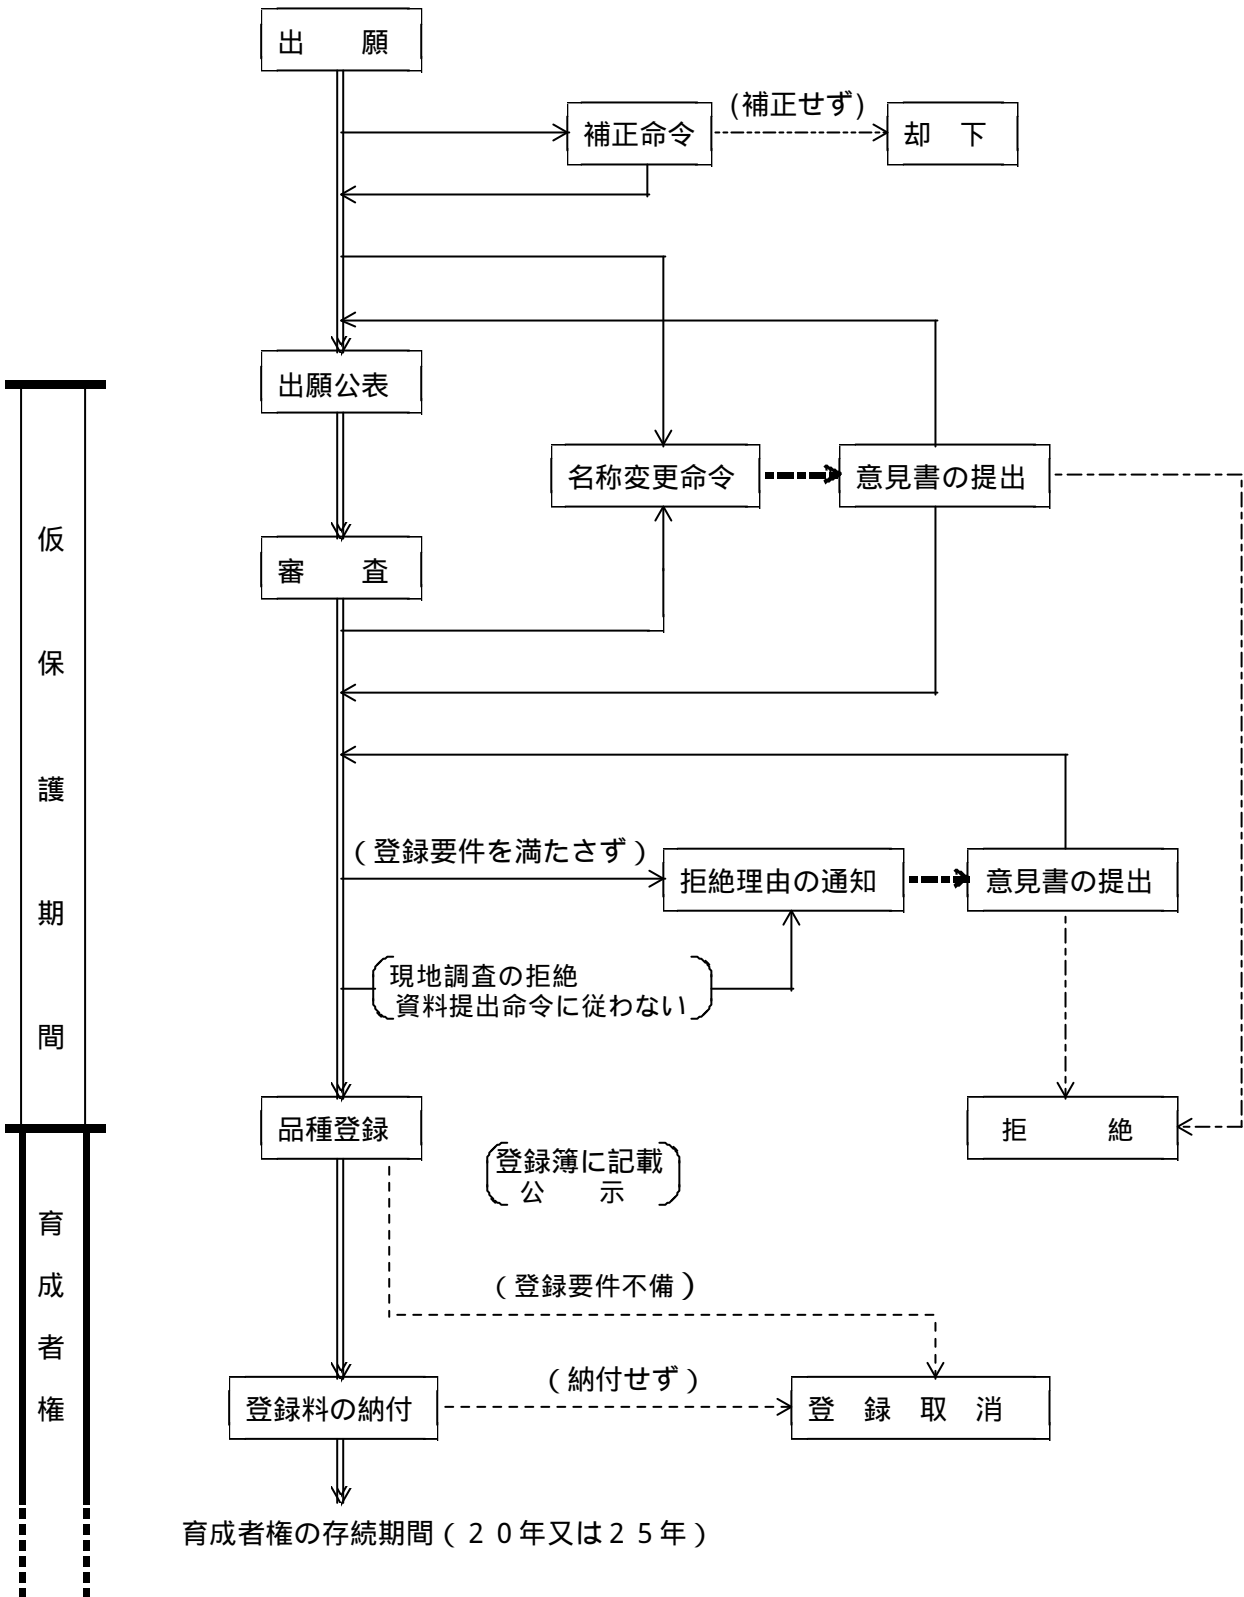 出　　願
(補正せず)
補正命令
却　下
出願公表
名称変更命令
意見書の提出
審　　査
仮保護期間
(登録要件を満たさず)
拒絶理由の通知
意見書の提出
現地調査の拒絶
資料提出命令に従わない
品種登録
拒　　絶
登録簿に記載
公　　示
育成者権
(登録要件不備)
(納付せず)
登録料の納付
登　録　取　消
育成者権の存続期間(20年又は25年)